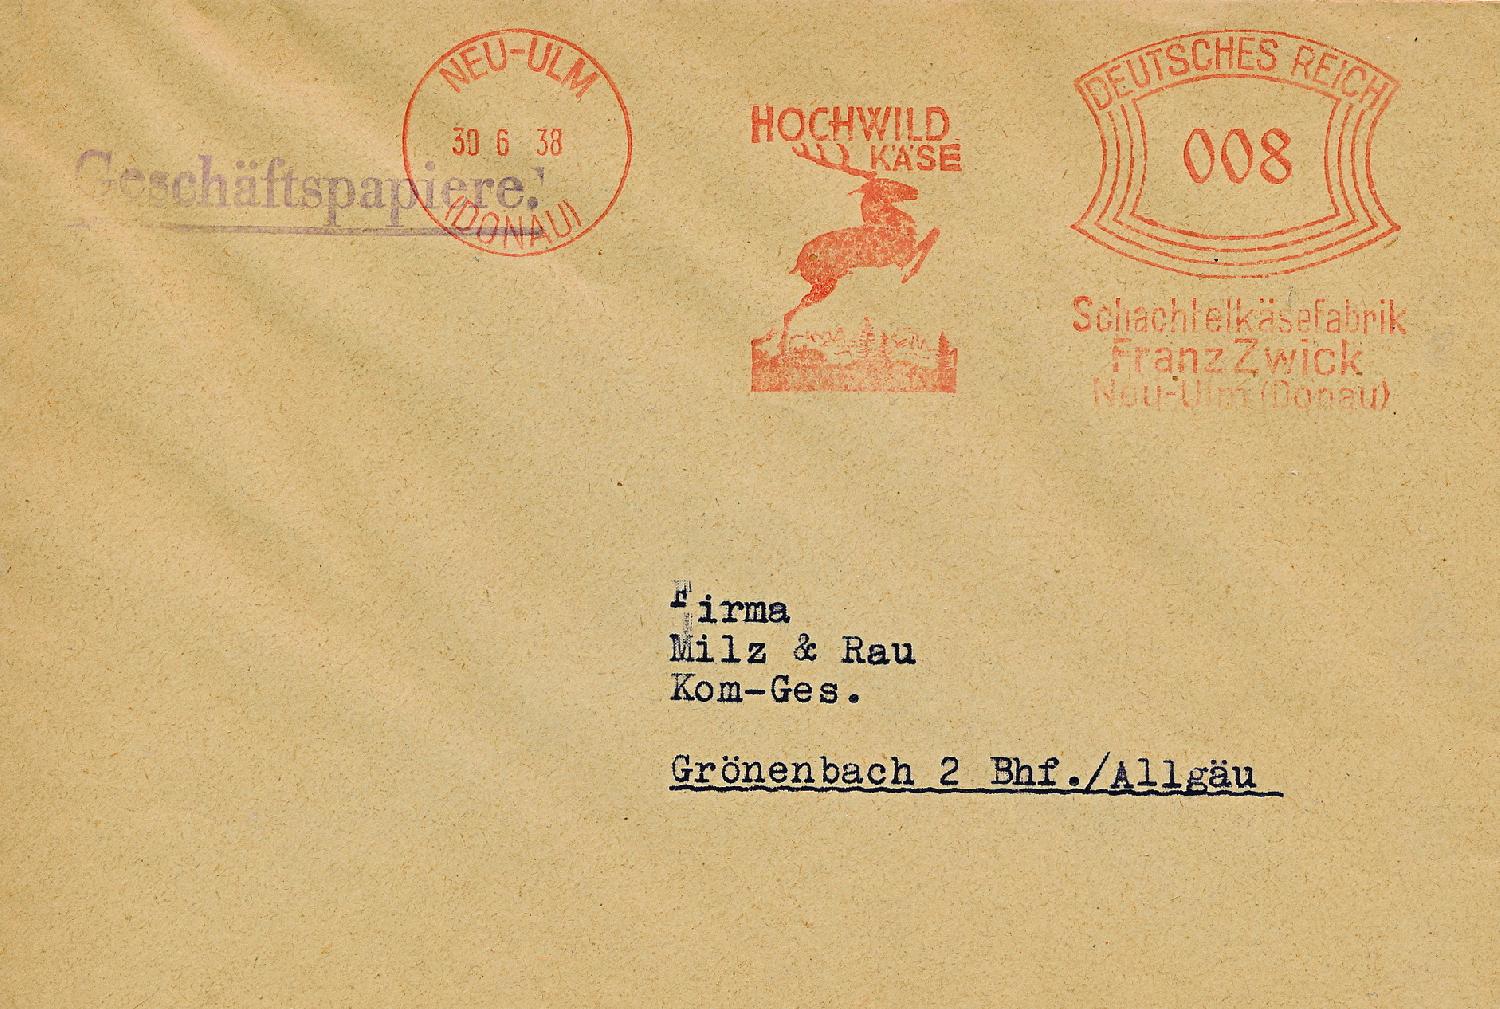 NEU-ULM
30 6 38
(DONAU)
Geschäftspapiere.
HOCHWILD
KÄSE
DEUTSCHES REICH
008
Schachtelkäsefabrik
Franz Zwick
Neu-Ulm (Donau)
Firma
Milz & Rau
Kom-Ges.
Grönenbach 2 Bhf./Allgäu